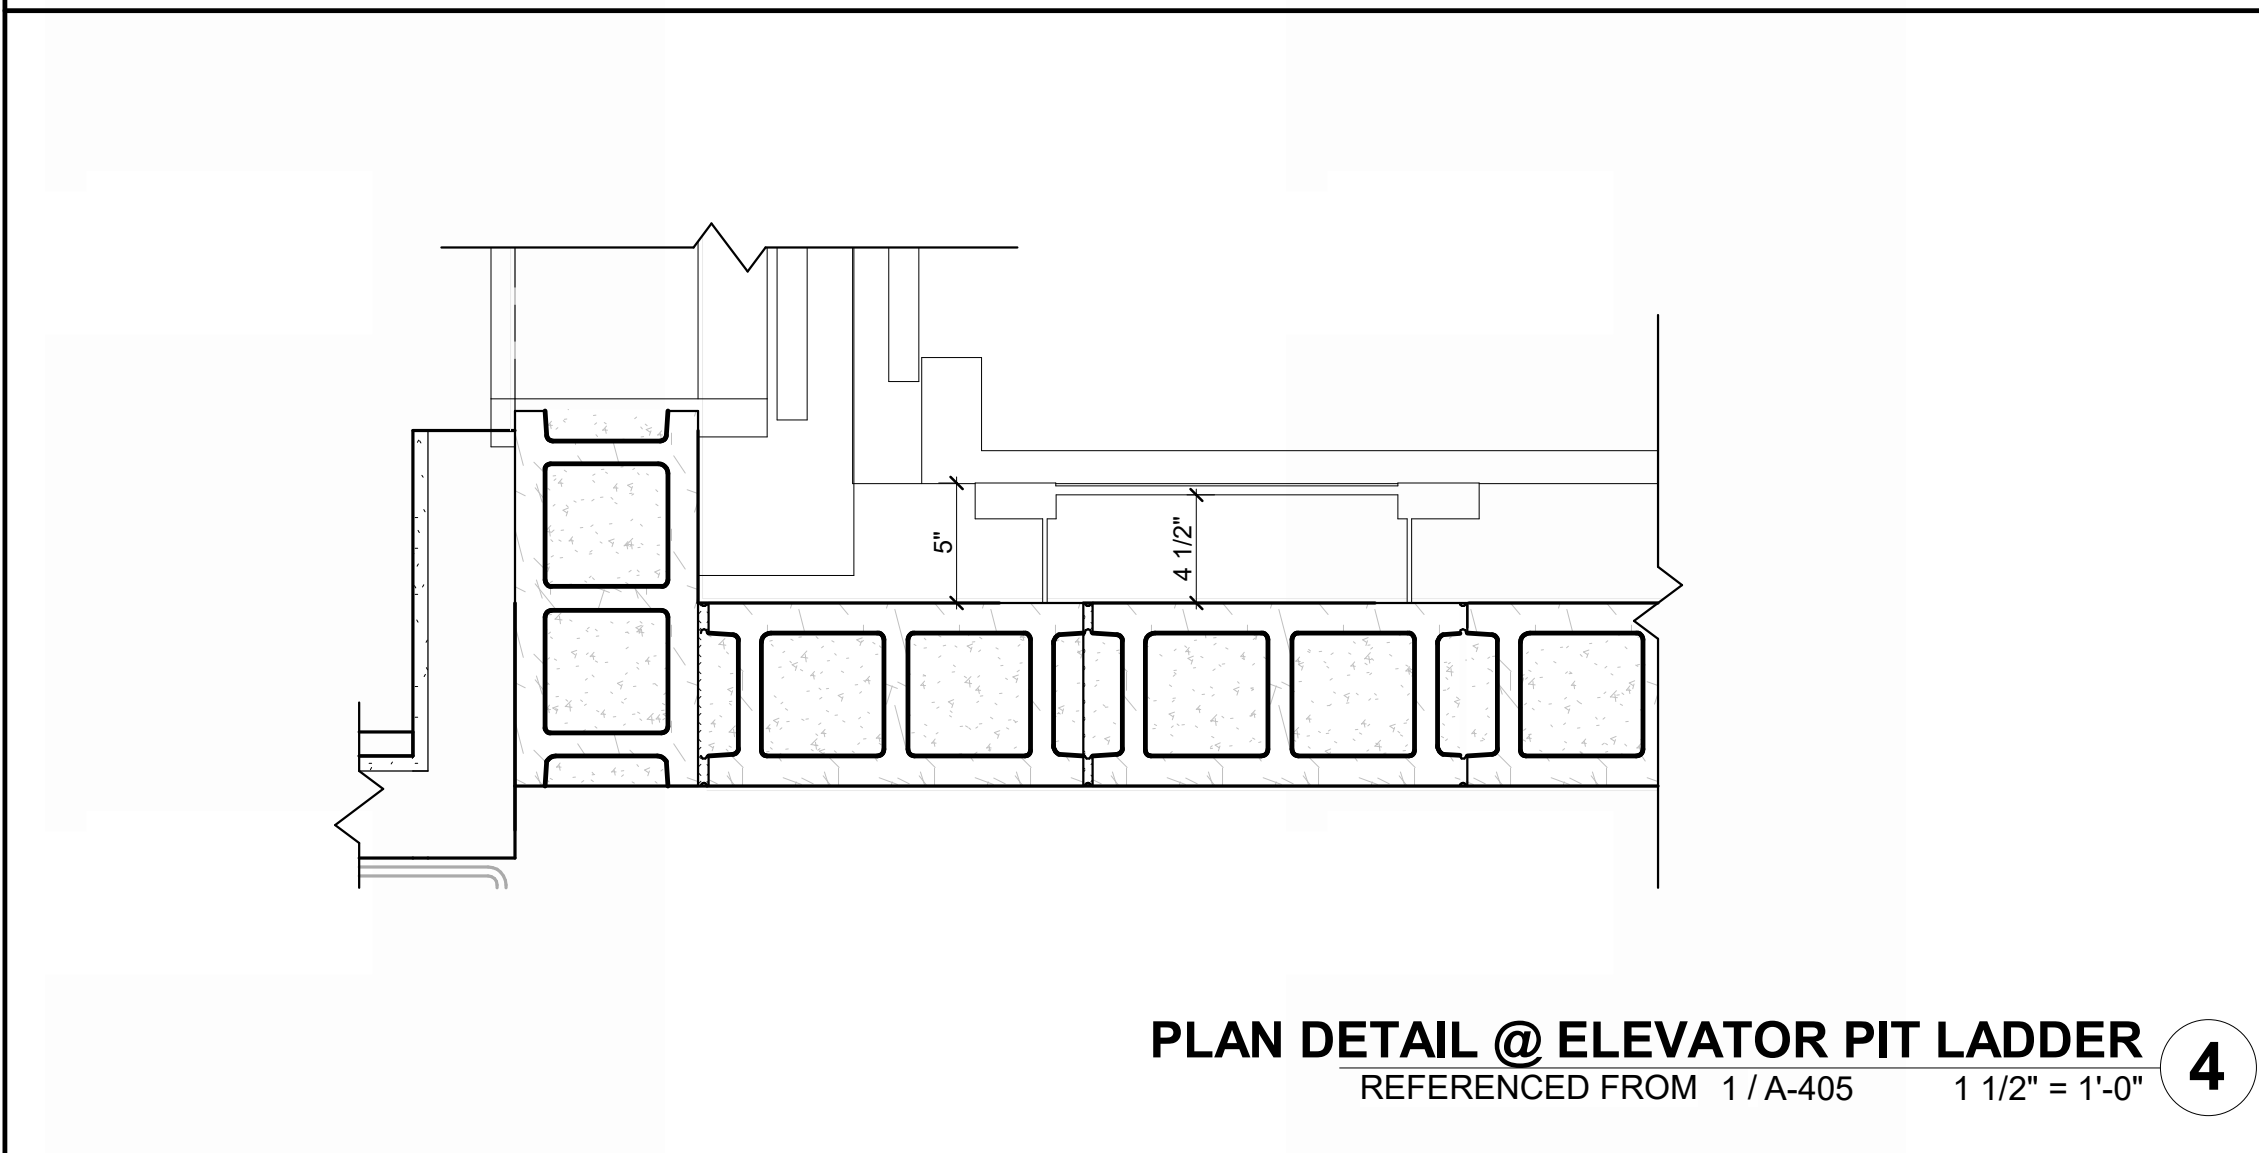 5"
4 1/2"
PLAN DETAIL @ ELEVATOR PIT LADDER
4
REFERENCED FROM 1 / A-405 1 1/2" = 1'-0"